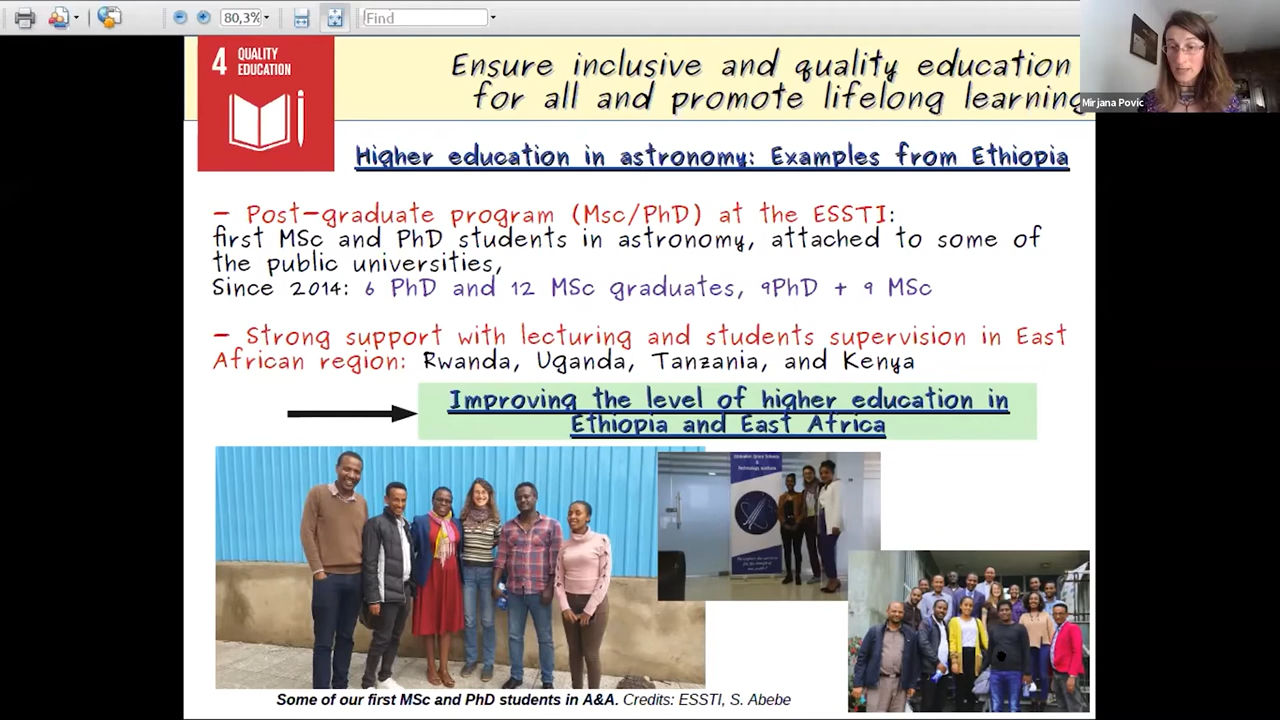 80,3%
Find
4 QUALITY
EDUCATION
Ensure inclusive and quality education
for all and promote lifelong learning
Mirjana Povic
Higher education in astronomy: Examples from Ethiopia
– Post-graduate program (Msc/PhD) at the ESSTI:
first MSc and PhD students in astronomy, attached to some of
the public universities,
Since 2014: 6 PhD and 12 MSc graduates, 9PhD + 9 MSc
– Strong support with lecturing and students supervision in East
African region: Rwanda, Uganda, Tanzania, and Kenya
Improving the level of higher education in
Ethiopia and East Africa
Ethiopian Space Science
&
Technology Institute
Some of our first MSc and PhD students in A&A. Credits: ESSTI, S. Abebe